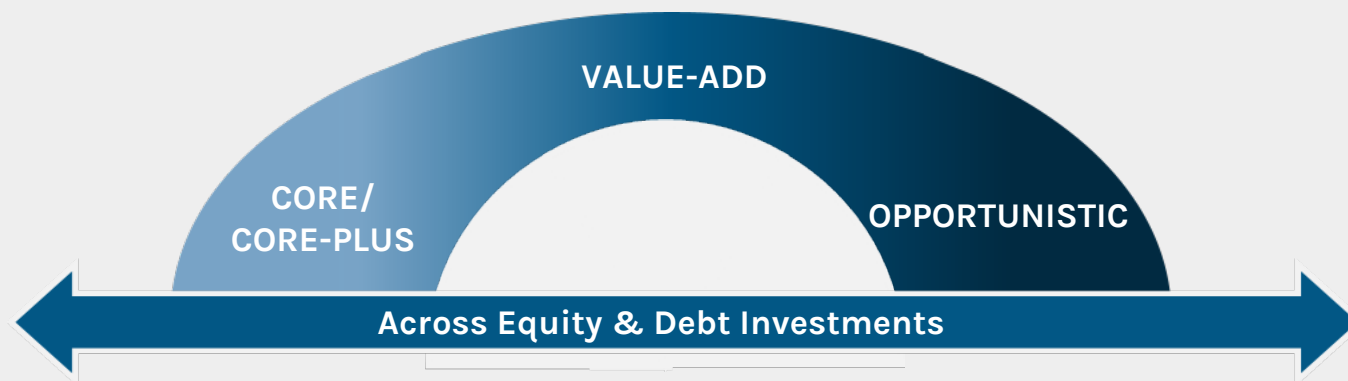 VALUE-ADD
CORE/
CORE-PLUS
OPPORTUNISTIC
Across Equity & Debt Investments